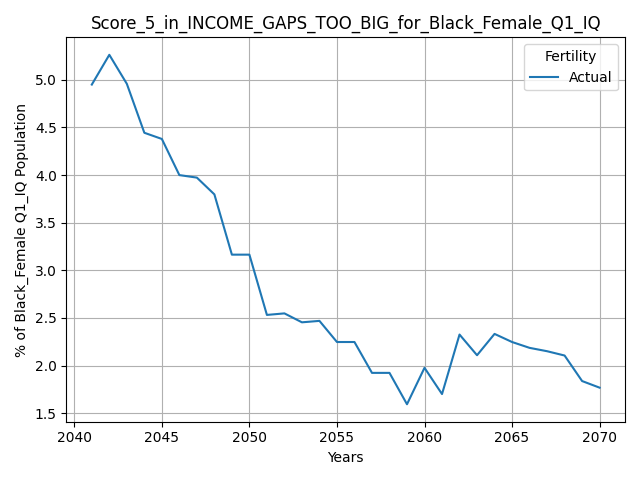 Score_5_in_INCOME_GAPS_TOO_BIG_for_Black_Female_Q1_IQ
Fertility
Actual
% of Black_Female Q1_IQ Population
5.0
4.5
4.0
3.5
3.0
2.5
2.0
1.5
2040 2045 2050 2055 2060 2065 2070
Years